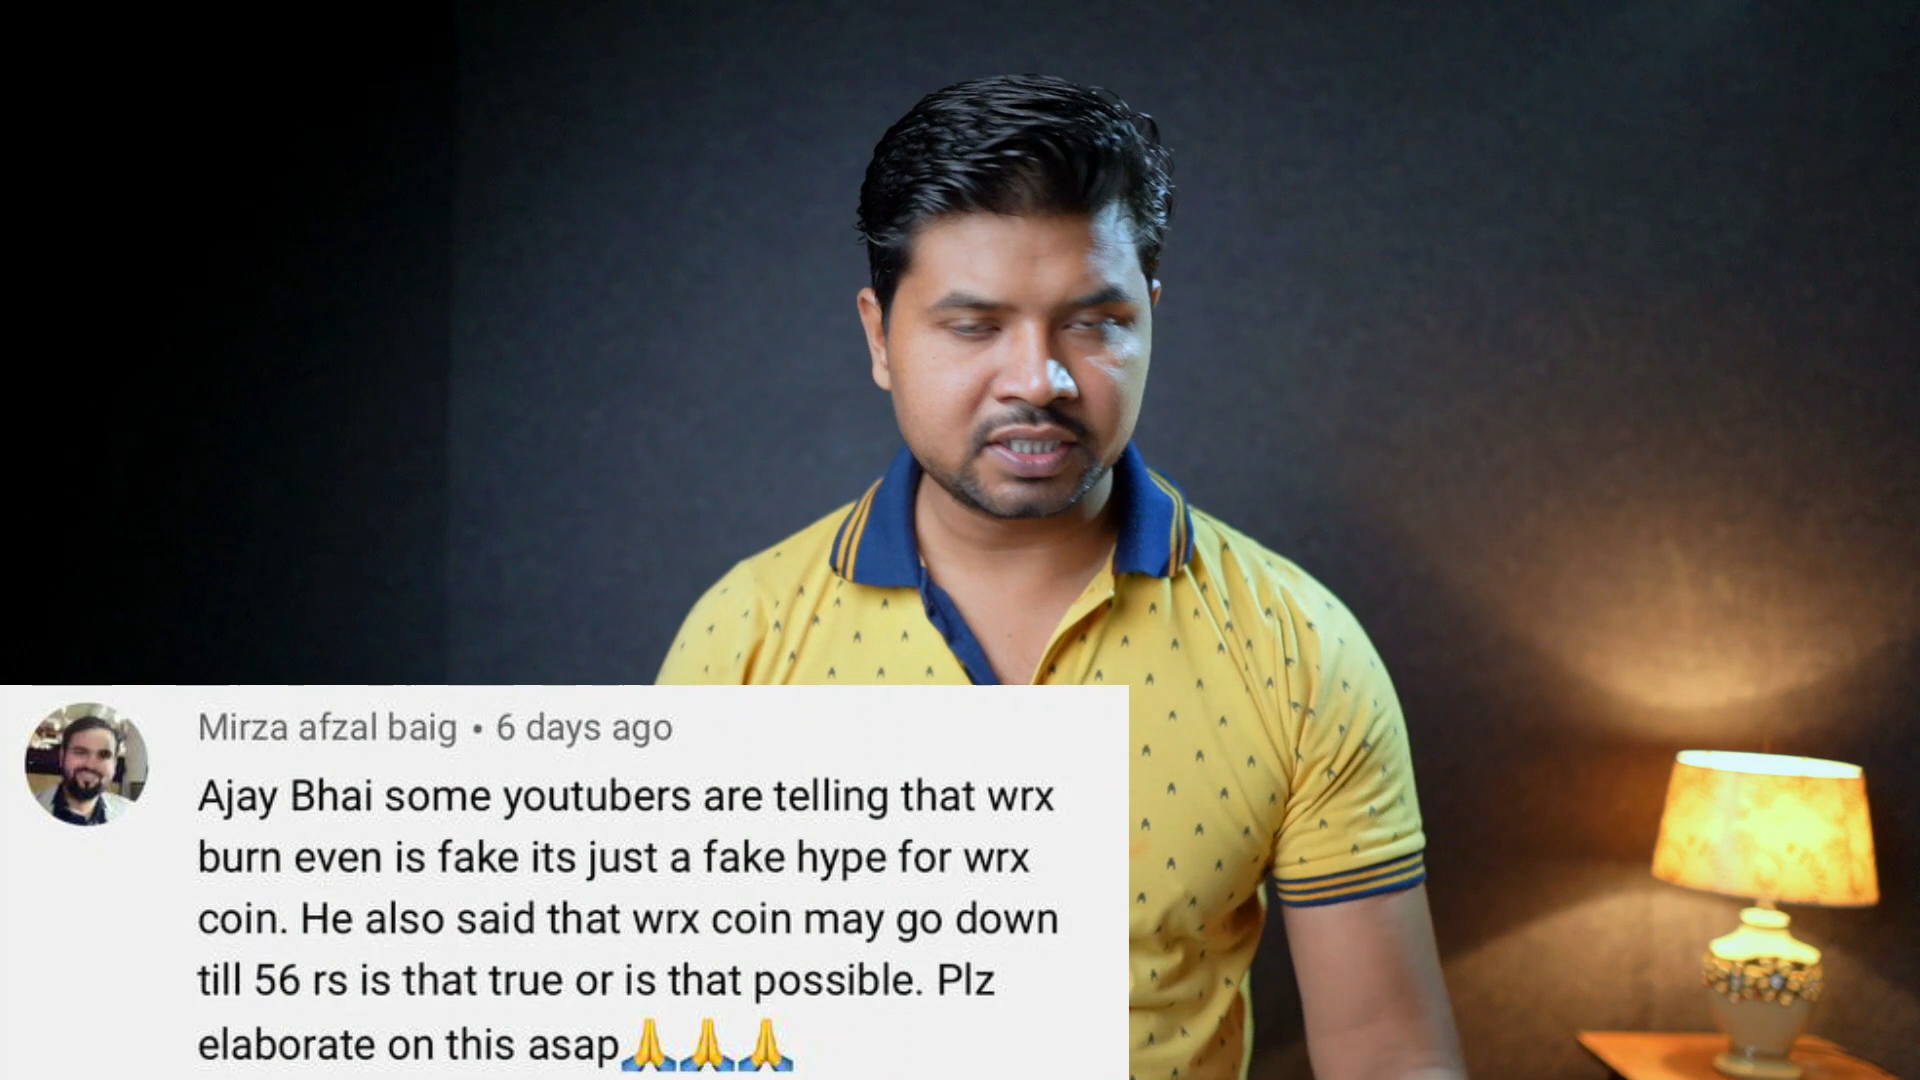 Mirza afzal baig • 6 days ago
Ajay Bhai some youtubers are telling that wrx
burn even is fake its just a fake hype for wrx
coin. He also said that wrx coin may go down
till 56 rs is that true or is that possible. Plz
elaborate on this asap🙏🙏🙏